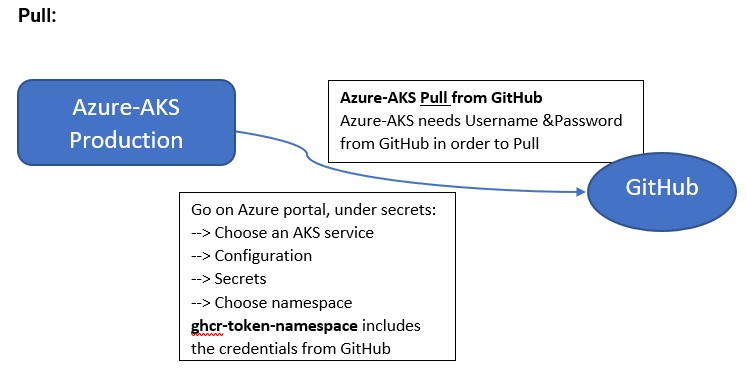 Pull:
Azure-AKS
Production
Azure-AKS Pull from GitHub
Azure-AKS needs Username &Password
from GitHub in order to Pull
GitHub
Go on Azure portal, under secrets:
--> Choose an AKS service
--> Configuration
--> Secrets
--> Choose namespace
ghcr-token-namespace includes
the credentials from GitHub